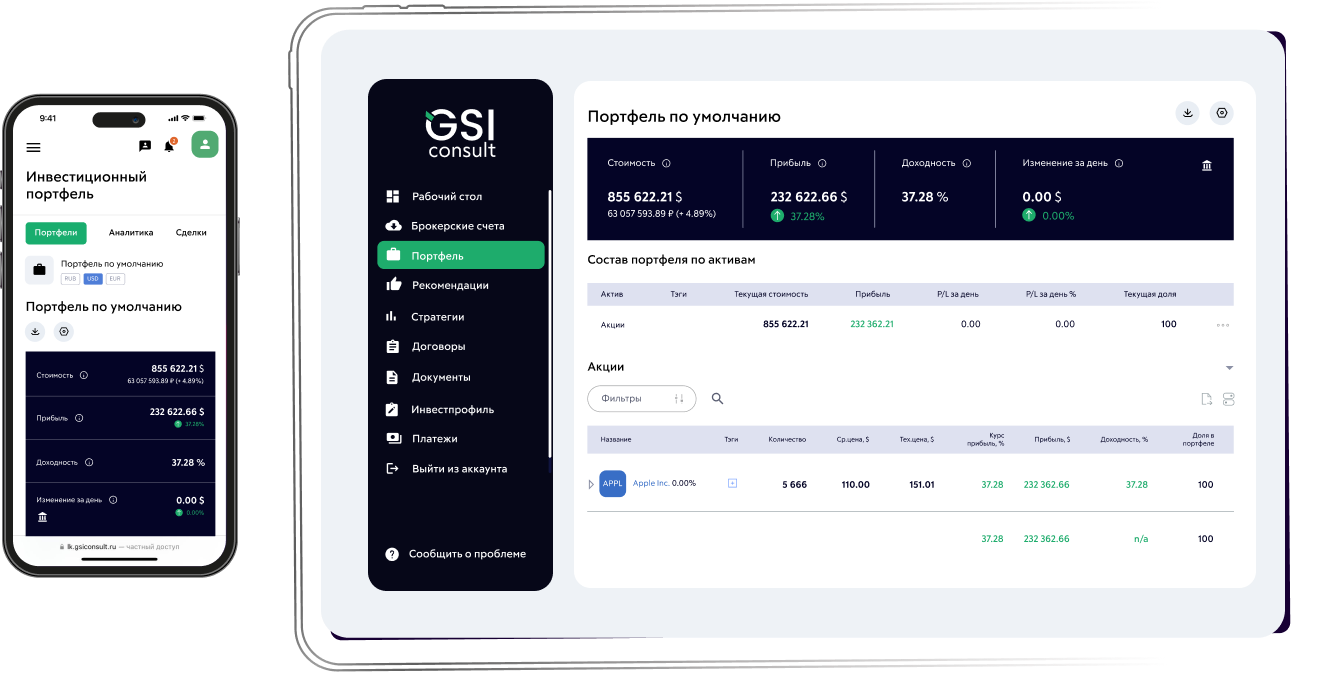 9:41
2
Инвестиционный
портфель
Портфели Аналитика Сделки
Портфель по умолчанию
RUB USD EUR
Портфель по умолчанию
Стоимость 855 622.21 $
63 057 593.89 ₽ (+ 4.89%)
Прибыль 232 622.66 $
37.28%
Доходность 37.28 %
Изменение за день 0.00 $
0.00%
lk.gsiconsult.ru — частный доступ
GSI
consult
Рабочий стол
Брокерские счета
Портфель
Рекомендации
Стратегии
Договоры
Документы
Инвестпрофиль
Платежи
Выйти из аккаунта
? Сообщить о проблеме
Портфель по умолчанию
Стоимость Прибыль Доходность Изменение за день
855 622.21 $ 232 622.66 $ 37.28 % 0.00 $
63 057 593.89 ₽ (+ 4.89%) 37.28% 0.00%
Состав портфеля по активам
Актив Тэги Текущая стоимость Прибыль P/L за день P/L за день % Текущая доля
Акции 855 622.21 232 362.21 0.00 0.00 100
Акции
Фильтры
Название Тэги Количество Ср.цена, $ Тех.цена, $ Курс прибыль, % Прибыль, $ Доходность, % Доля в портфеле
APPL Apple Inc. 0.00% 5 666 110.00 151.01 37.28 232 362.66 37.28 100
37.28 232 362.66 n/a 100